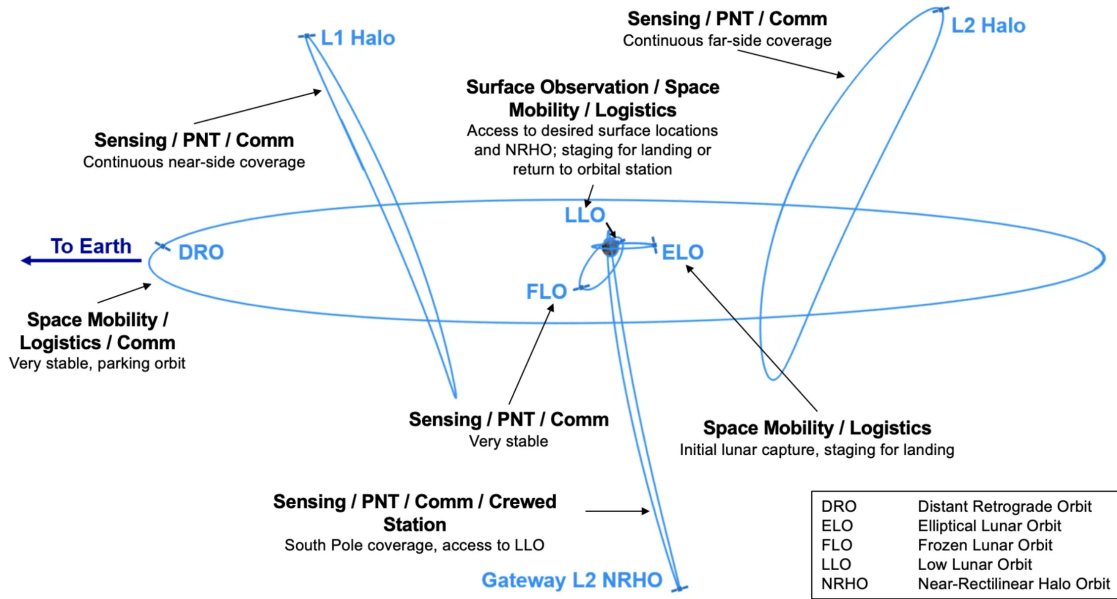 L1 Halo
Sensing / PNT / Comm
Continuous near-side coverage
Sensing / PNT / Comm
Continuous far-side coverage
L2 Halo
Surface Observation / Space
Mobility / Logistics
Access to desired surface locations
and NRHO; staging for landing or
return to orbital station
To Earth
DRO
LLO
ELO
FLO
Space Mobility /
Logistics / Comm
Very stable, parking orbit
Sensing / PNT / Comm
Very stable
Space Mobility / Logistics
Initial lunar capture, staging for landing
Sensing / PNT / Comm / Crewed
Station
South Pole coverage, access to LLO
Gateway L2 NRHO
DRO Distant Retrograde Orbit
ELO Elliptical Lunar Orbit
FLO Frozen Lunar Orbit
LLO Low Lunar Orbit
NRHO Near-Rectilinear Halo Orbit